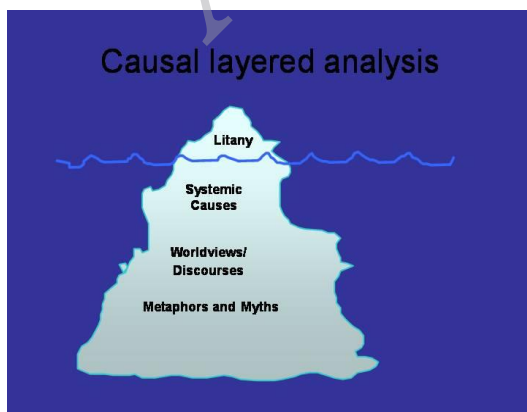 Causal layered analysis
Litany
Systemic
Causes
Worldviews/
Discourses
Metaphors and Myths